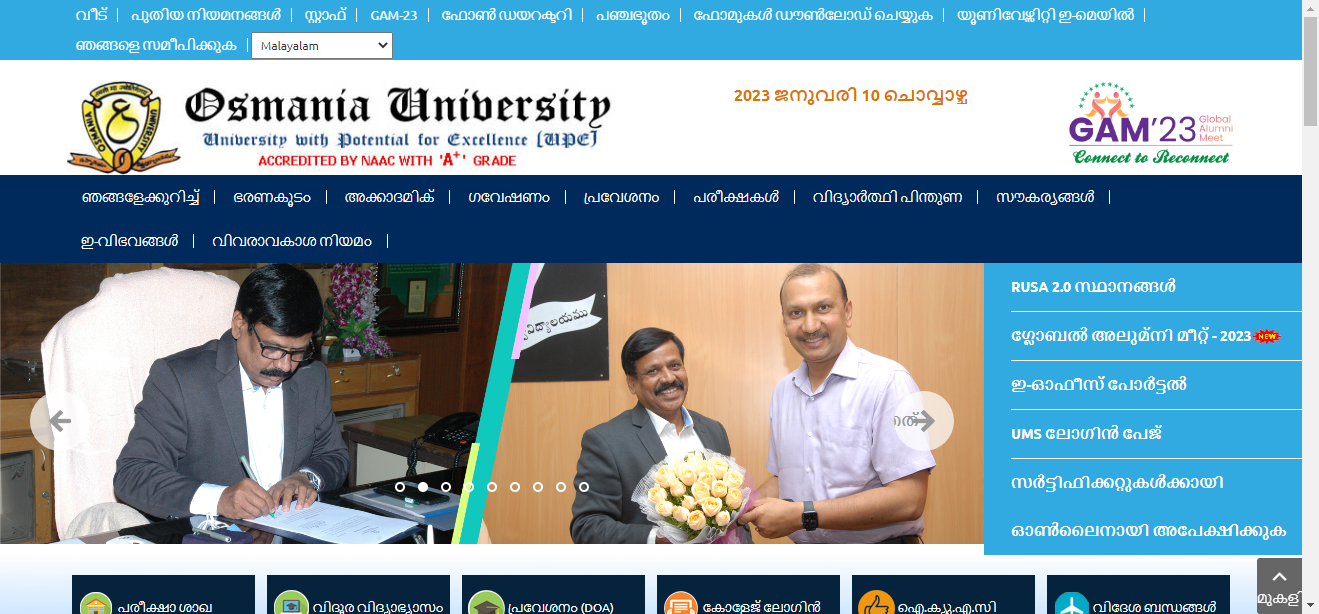 വീട് പുതിയ നിയമനങ്ങൾ സ്റ്റാഫ് GAM-23 ഫോൺ ഡയറക്ടറി പഞ്ചഭൂതം ഫോമുകൾ ഡൗൺലോഡ് ചെയ്യുക യൂണിവേഴ്സിറ്റി ഇ-മെയിൽ
ഞങ്ങളെ സമീപിക്കുക Malayalam
Osmania University
University with Potential for Excellence [UPE]
ACCREDITED BY NAAC WITH 'A+' GRADE
2023 ജനുവരി 10 ചൊവ്വാഴ്ച
GAM'23 Global Alumni Meet
Connect to Reconnect
ഞങ്ങളേക്കുറിച്ച് ഭരണകൂടം അക്കാദമിക് ഗവേഷണം പ്രവേശനം പരീക്ഷകൾ വിദ്യാർത്ഥി പിന്തുണ സൗകര്യങ്ങൾ
ഇ-വിഭവങ്ങൾ വിവരാവകാശ നിയമം
RUSA 2.0 സ്ഥാനങ്ങൾ
ഗ്ലോബൽ അലുമ്നി മീറ്റ് - 2023 NEW
ഇ-ഓഫീസ് പോർട്ടൽ
UMS ലോഗിൻ പേജ്
സർട്ടിഫിക്കറ്റുകൾക്കായി
ഓൺലൈനായി അപേക്ഷിക്കുക
പരീക്ഷാ ശാഖ വിദൂര വിദ്യാഭ്യാസം പ്രവേശനം (DOA) കോളേജ് ലോഗിൻ ഐ.ക്യു.എ.സി വിദേശ ബന്ധങ്ങൾ